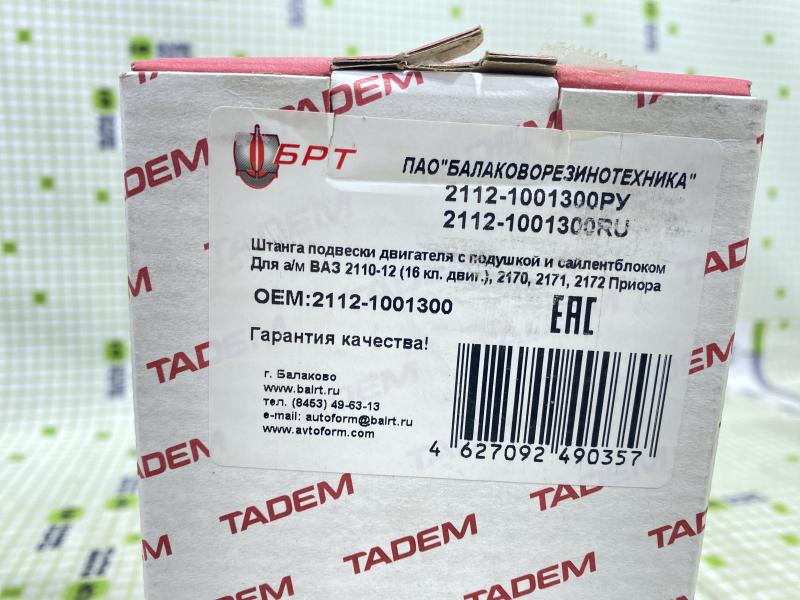 TADEM
TADEM
БРТ
ПАО"БАЛАКОВОРЕЗИНОТЕХНИКА"
2112-1001300РУ
2112-1001300RU
Штанга подвески двигателя с подушкой и сайлентблоком
Для а/м ВАЗ 2110-12 (16 кл. двиг.), 2170, 2171, 2172 Приора
OEM:2112-1001300
EAC
Гарантия качества!
г. Балаково
www.balrt.ru
тел. (8453) 49-63-13
e-mail: autoform@balrt.ru
www.avtoform.com
4 627092 490357
TADEM
TADEM
TADEM
TADEM
TADEM
TADEM